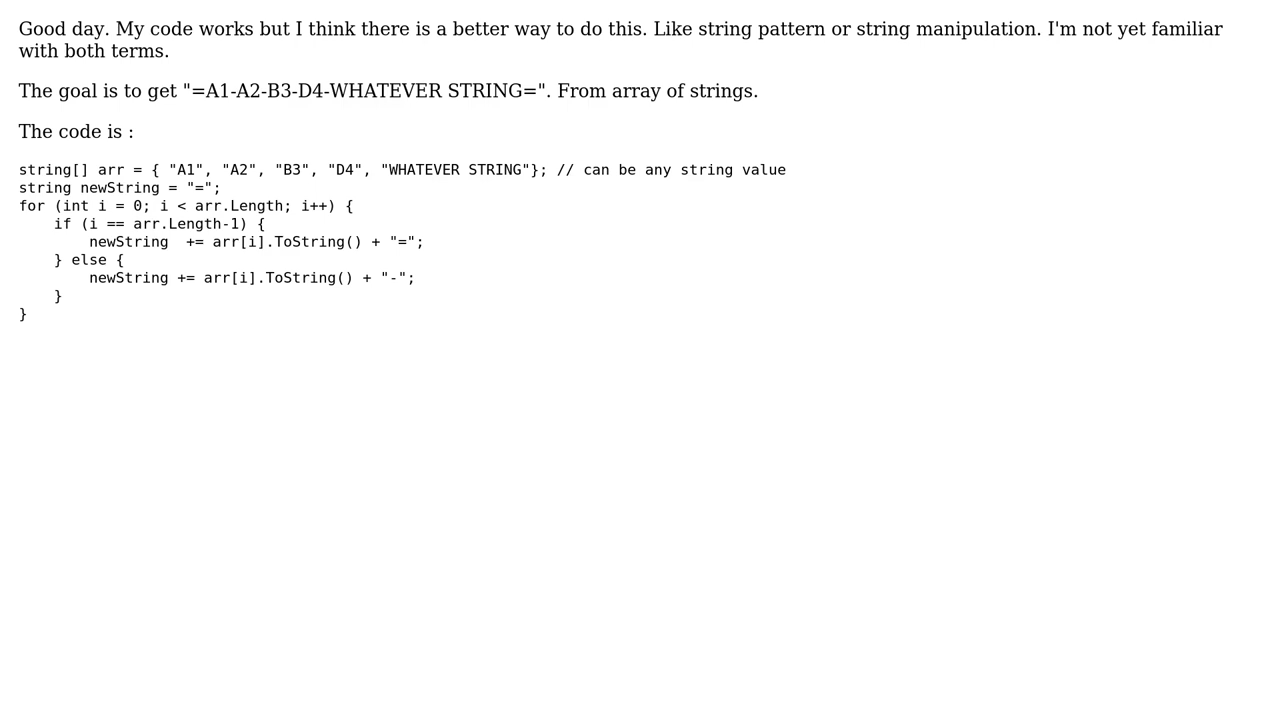 Good day. My code works but I think there is a better way to do this. Like string pattern or string manipulation. I'm not yet familiar
with both terms.
The goal is to get "=A1-A2-B3-D4-WHATEVER STRING=". From array of strings.
The code is :
string[] arr = { "A1", "A2", "B3", "D4", "WHATEVER STRING"}; // can be any string value
string newString = "=";
for (int i = 0; i < arr.Length; i++) {
    if (i == arr.Length-1) {
        newString  += arr[i].ToString() + "=";
    } else {
        newString += arr[i].ToString() + "-";
    }
}